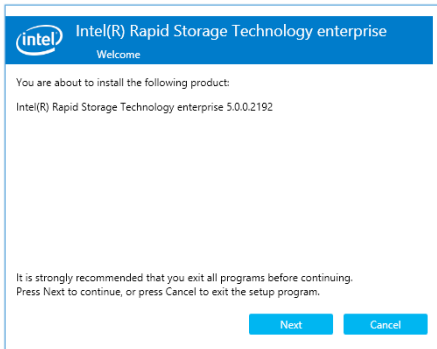 intel
Intel(R) Rapid Storage Technology enterprise
Welcome
You are about to install the following product:
Intel(R) Rapid Storage Technology enterprise 5.0.0.2192
It is strongly recommended that you exit all programs before continuing.
Press Next to continue, or press Cancel to exit the setup program.
Next Cancel